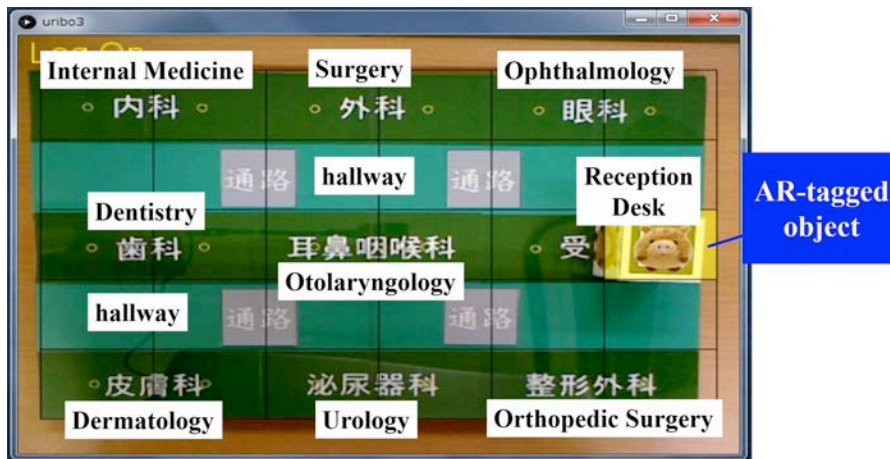 uribo3
Internal Medicine
Surgery
Ophthalmology
内科
外科
眼科
通路
hallway
通路
Reception
Desk
AR-tagged
object
Dentistry
歯科
耳鼻咽喉科
受
Otolaryngology
hallway
通路
通路
皮膚科
泌尿器科
整形外科
Dermatology
Urology
Orthopedic Surgery